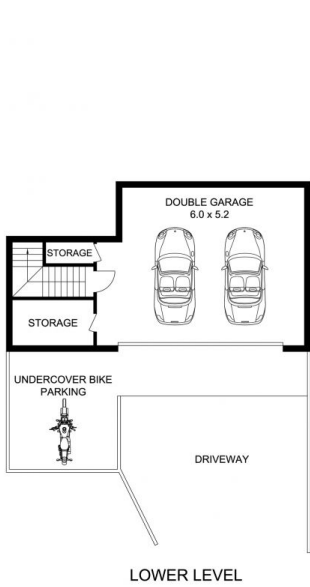 DOUBLE GARAGE
6.0 x 5.2
STORAGE
STORAGE
UNDERCOVER BIKE
PARKING
DRIVEWAY
LOWER LEVEL